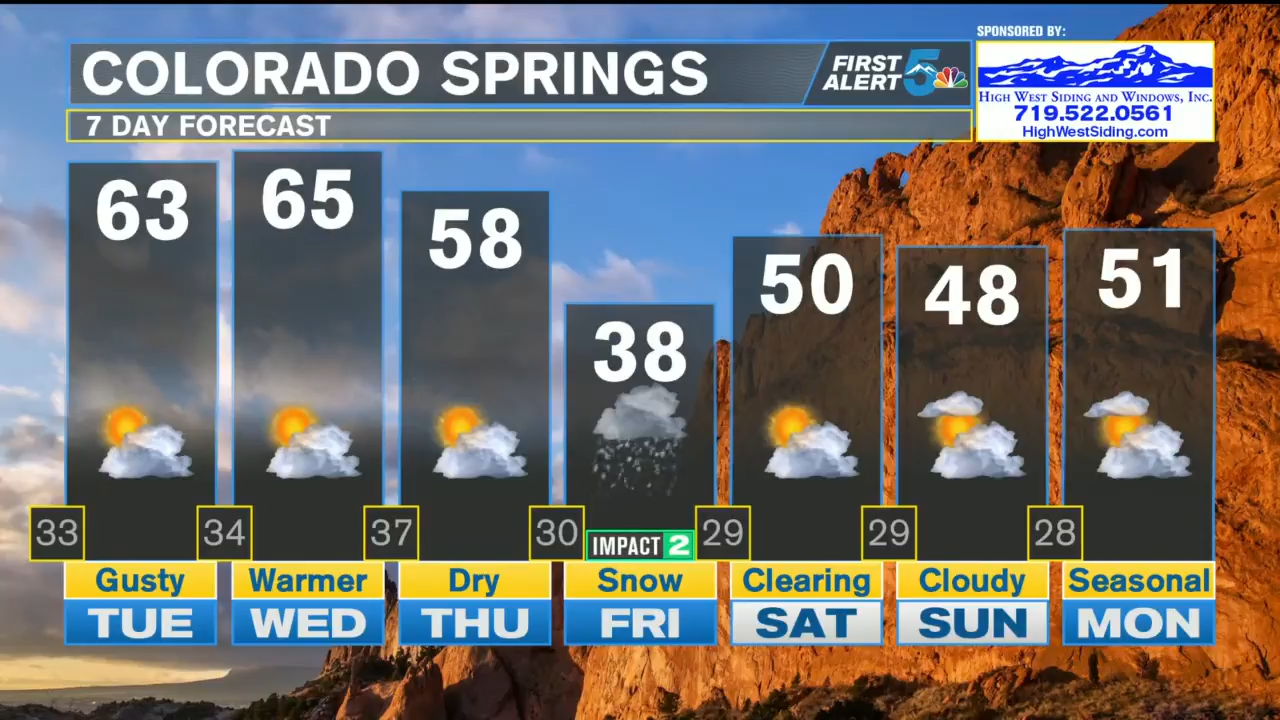 SPONSORED BY:
COLORADO SPRINGS
FIRST
ALERT 5
High West Siding and Windows, Inc.
719.522.0561
HighWestSiding.com
7 DAY FORECAST
63 65 58 38 50 48 51
33 34 37 30 29 29 28
IMPACT 2
Gusty Warmer Dry Snow Clearing Cloudy Seasonal
TUE WED THU FRI SAT SUN MON